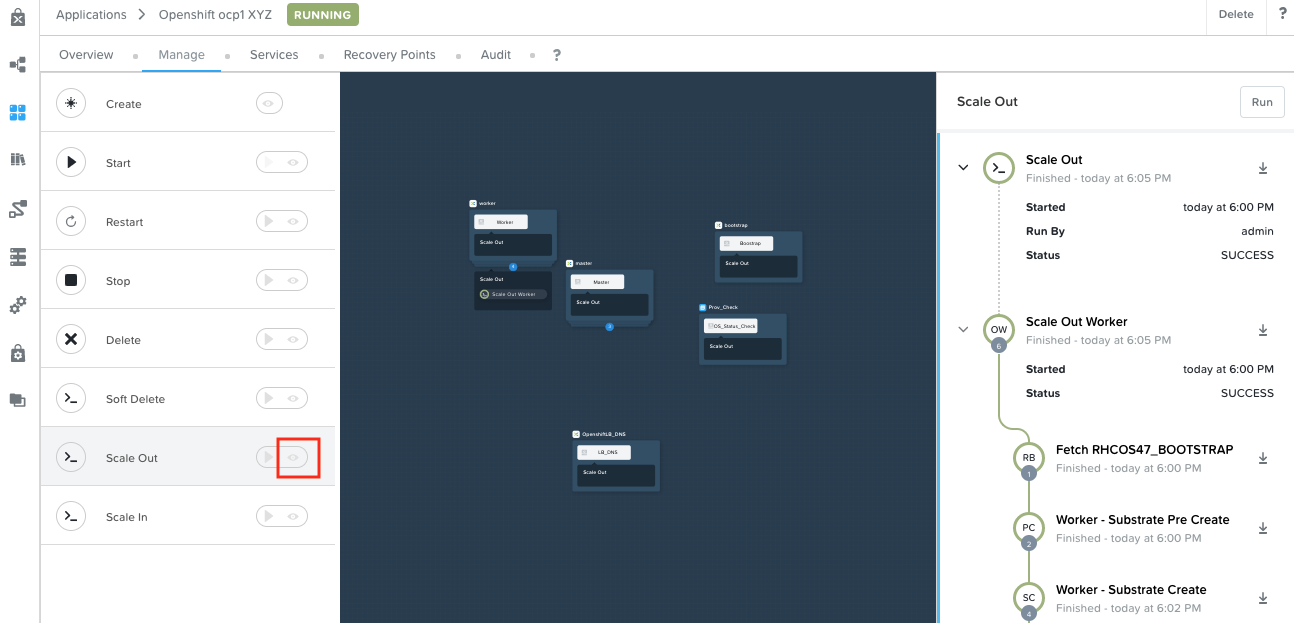 Applications
Openshift ocp1 XYZ
RUNNING
Delete
?
Overview
Manage
Services
Recovery Points
Audit
?
Create
Start
Restart
Stop
Delete
Soft Delete
Scale Out
Scale In
worker
Worker
Scale Out
4
Scale Out
Scale Out Worker
master
Master
Scale Out
bootstrap
Boostrap
Scale Out
Prov_Check
OS_Status_Check
Scale Out
OpenshiftLB_DNS
LB_DNS
Scale Out
Scale Out
Run
Scale Out
Finished - today at 6:05 PM
Started today at 6:00 PM
Run By admin
Status SUCCESS
OW
6
Scale Out Worker
Finished - today at 6:05 PM
Started today at 6:00 PM
Status SUCCESS
RB
1
Fetch RHCOS47_BOOTSTRAP
Finished - today at 6:00 PM
PC
2
Worker - Substrate Pre Create
Finished - today at 6:00 PM
SC
4
Worker - Substrate Create
Finished - today at 6:02 PM